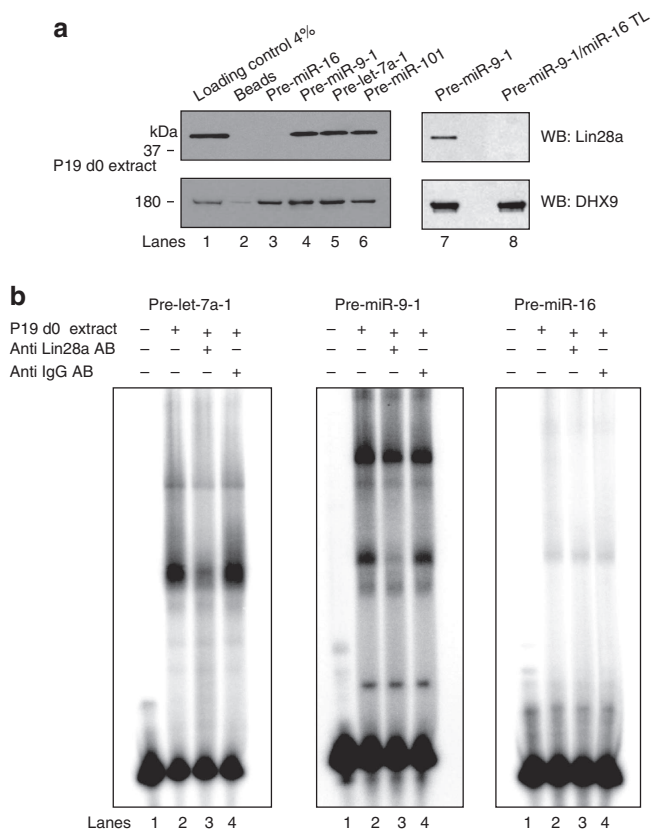 a
Loading control 4%
Beads
Pre-miR-16
Pre-miR-9-1
Pre-let-7a-1
Pre-miR-101
Pre-miR-9-1
Pre-miR-9-1/miR-16 TL
kDa
37 –
WB: Lin28a
P19 d0 extract
180 –
WB: DHX9
Lanes 1 2 3 4 5 6 7 8
b
Pre-let-7a-1 Pre-miR-9-1 Pre-miR-16
P19 d0 extract – + + + – + + + – + + +
Anti Lin28a AB – – + – – – + – – – + –
Anti IgG AB – – – + – – – + – – – +
Lanes 1 2 3 4 1 2 3 4 1 2 3 4